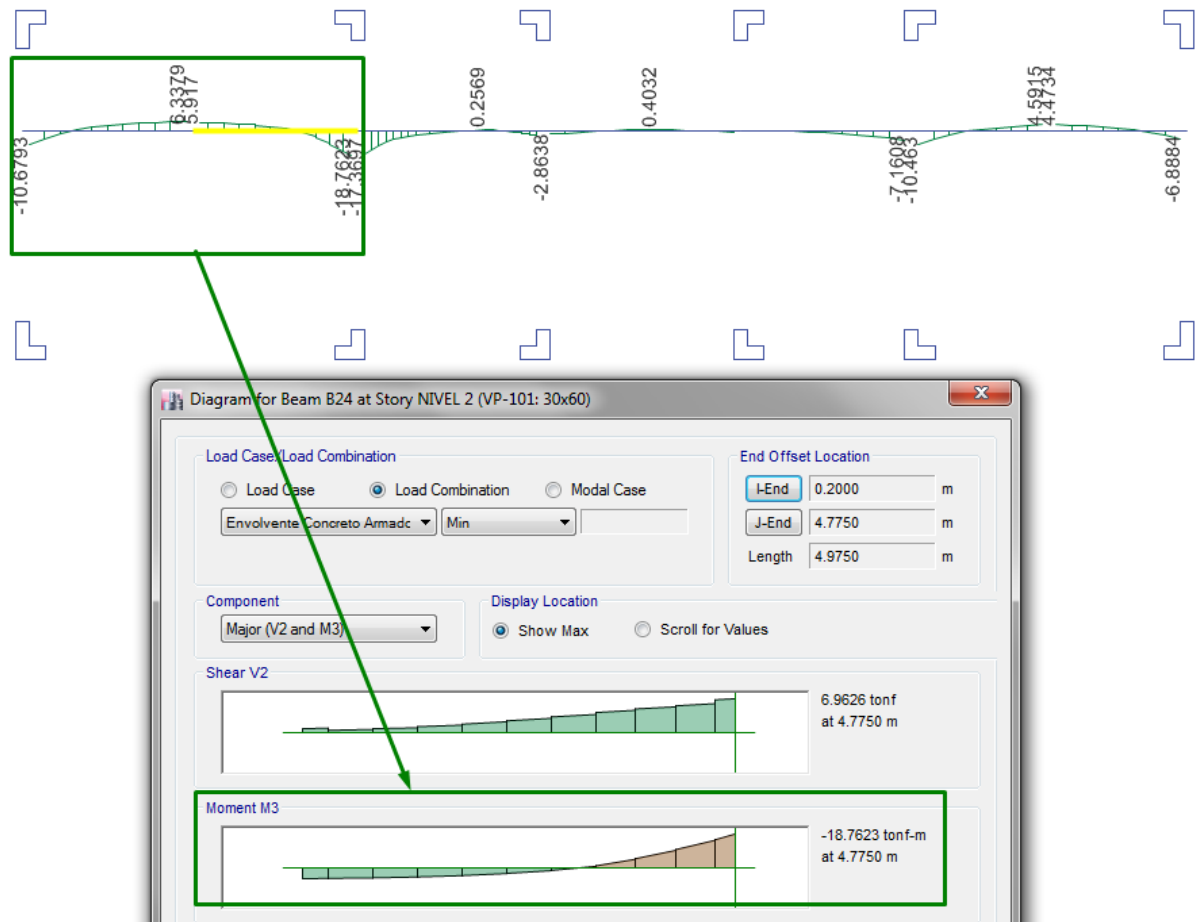 -10.6793
6.3379
5.917
-18.7623
-17.3697
0.2569
-2.8638
0.4032
-7.1608
-10.463
4.5915
4.4734
-6.8884
Diagram for Beam B24 at Story NIVEL 2 (VP-101: 30x60)
x
Load Case/Load Combination
Load Case
Load Combination
Modal Case
Envolvente Concreto Armadc
Min
End Offset Location
I-End 0.2000 m
J-End 4.7750 m
Length 4.9750 m
Component
Major (V2 and M3)
Display Location
Show Max
Scroll for Values
Shear V2
6.9626 tonf
at 4.7750 m
Moment M3
-18.7623 tonf-m
at 4.7750 m